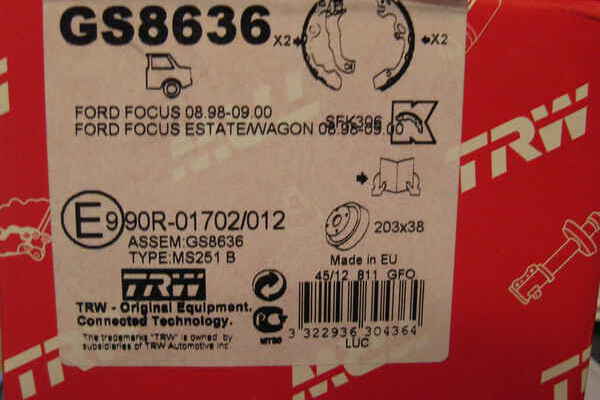 GS8636
X2
X2
FORD FOCUS 08.98-09.00
FORD FOCUS ESTATE/WAGON 08.98-09.00
SFK306
K
TRW
E9 90R-01702/012
ASSEM:GS8636
TYPE:MS251 B
203x38
Made in EU
45/12 811 GFO
TRW
TRW - Original Equipment.
Connected Technology.
The trademarks "TRW" is owned by
subsidiaries of TRW Automotive Inc
PC
MT50
3 322936 304364
LUC
TRW
TRW